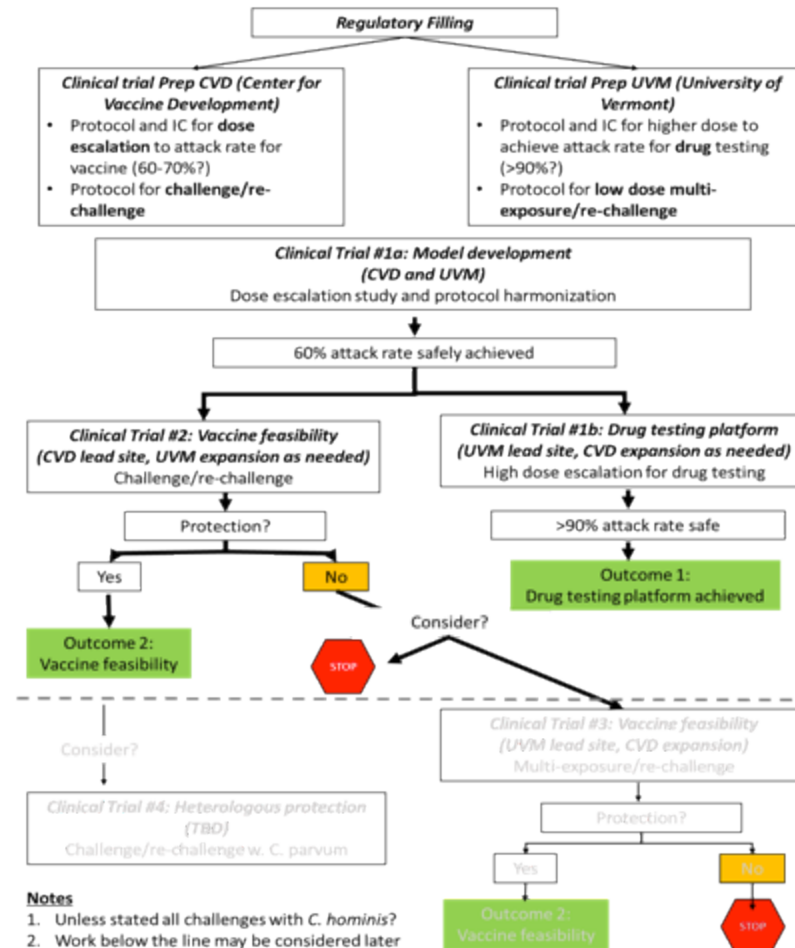 Regulatory Filling
Clinical trial Prep CVD (Center for
Vaccine Development)
• Protocol and IC for dose
escalation to attack rate for
vaccine (60-70%?)
• Protocol for challenge/re-
challenge
Clinical trial Prep UVM (University of
Vermont)
• Protocol and IC for higher dose to
achieve attack rate for drug testing
(>90%?)
• Protocol for low dose multi-
exposure/re-challenge
Clinical Trial #1a: Model development
(CVD and UVM)
Dose escalation study and protocol harmonization
60% attack rate safely achieved
Clinical Trial #2: Vaccine feasibility
(CVD lead site, UVM expansion as needed)
Challenge/re-challenge
Clinical Trial #1b: Drug testing platform
(UVM lead site, CVD expansion as needed)
High dose escalation for drug testing
Protection?
>90% attack rate safe
Yes
No
Outcome 1:
Drug testing platform achieved
Consider?
Outcome 2:
Vaccine feasibility
STOP
Consider?
Clinical Trial #3: Vaccine feasibility
(UVM lead site, CVD expansion)
Multi-exposure/re-challenge
Clinical Trial #4: Heterologous protection
(TBD)
Challenge/re-challenge w. C. parvum
Protection?
Yes
No
Outcome 2:
Vaccine feasibility
STOP
Notes
1. Unless stated all challenges with C. hominis?
2. Work below the line may be considered later